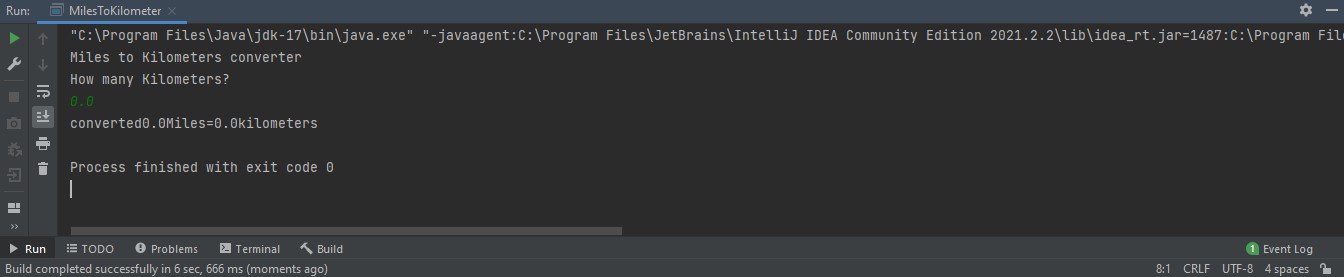 Run: MilesToKilometer ×
"C:\Program Files\Java\jdk-17\bin\java.exe" "-javaagent:C:\Program Files\JetBrains\IntelliJ IDEA Community Edition 2021.2.2\lib\idea_rt.jar=1487:C:\Program File
Miles to Kilometers converter
How many Kilometers?
0.0
converted0.0Miles=0.0kilometers
Process finished with exit code 0
Run TODO Problems Terminal Build 1 Event Log
Build completed successfully in 6 sec, 666 ms (moments ago) 8:1 CRLF UTF-8 4 spaces